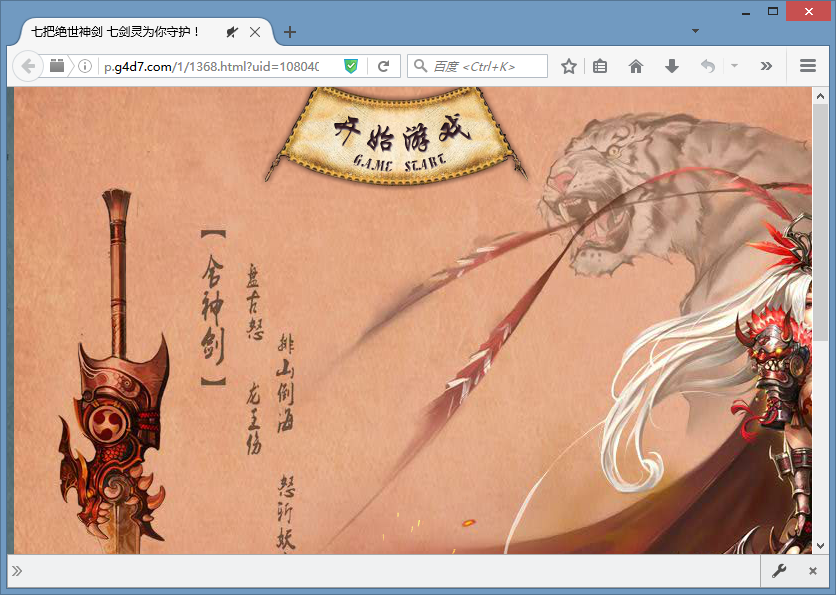 七把绝世神剑 七剑灵为你守护！
p.g4d7.com/1/1368.html?uid=108040
百度 <Ctrl+K>
开始游戏
GAME START
【舍神剑】
盘古怒
龙王伤
排山倒海
怒斩妖